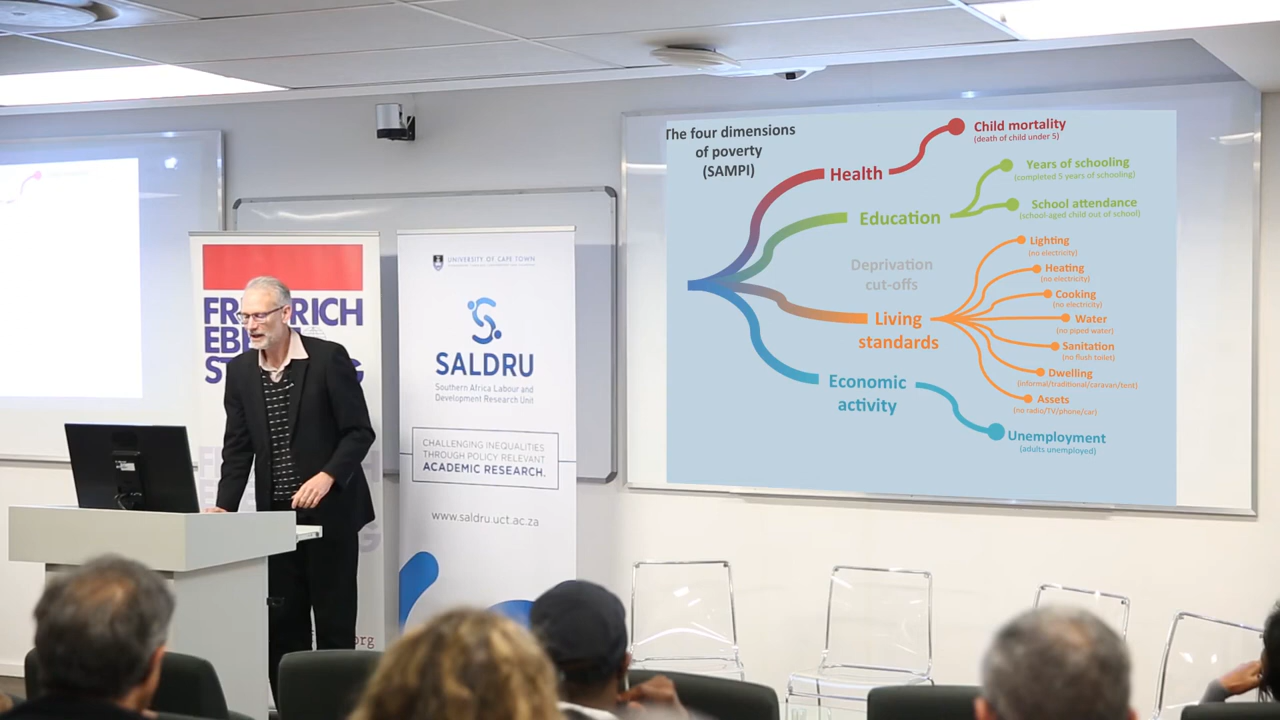 The four dimensions
of poverty
(SAMPI)
Health
Child mortality
(death of child under 5)
Education
Years of schooling
(completed 5 years of schooling)
School attendance
(school-aged child out of school)
Deprivation
cut-offs
Living
standards
Lighting
(no electricity)
Heating
(no electricity)
Cooking
(no electricity)
Water
(no piped water)
Sanitation
(no flush toilet)
Dwelling
(informal/traditional/caravan/tent)
Assets
(no radio/TV/phone/car)
Economic
activity
Unemployment
(adults unemployed)
UNIVERSITY OF CAPE TOWN
SALDRU
Southern Africa Labour and
Development Research Unit
CHALLENGING INEQUALITIES
THROUGH POLICY RELEVANT
ACADEMIC RESEARCH.
www.saldru.uct.ac.za
FR RICH
EBE
ST G
org